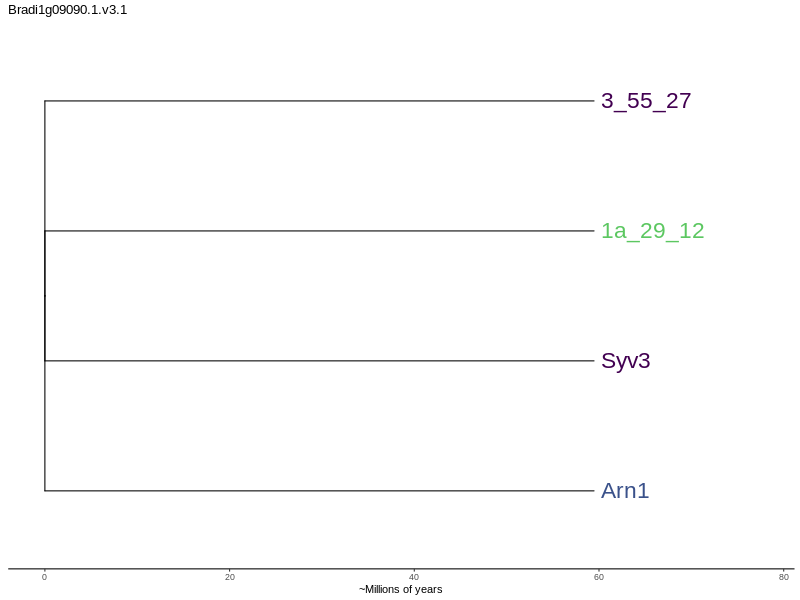 Bradi1g09090.1.v3.1
3_55_27
1a_29_12
Syv3
Arn1
0 20 40 60 80
~Millions of years